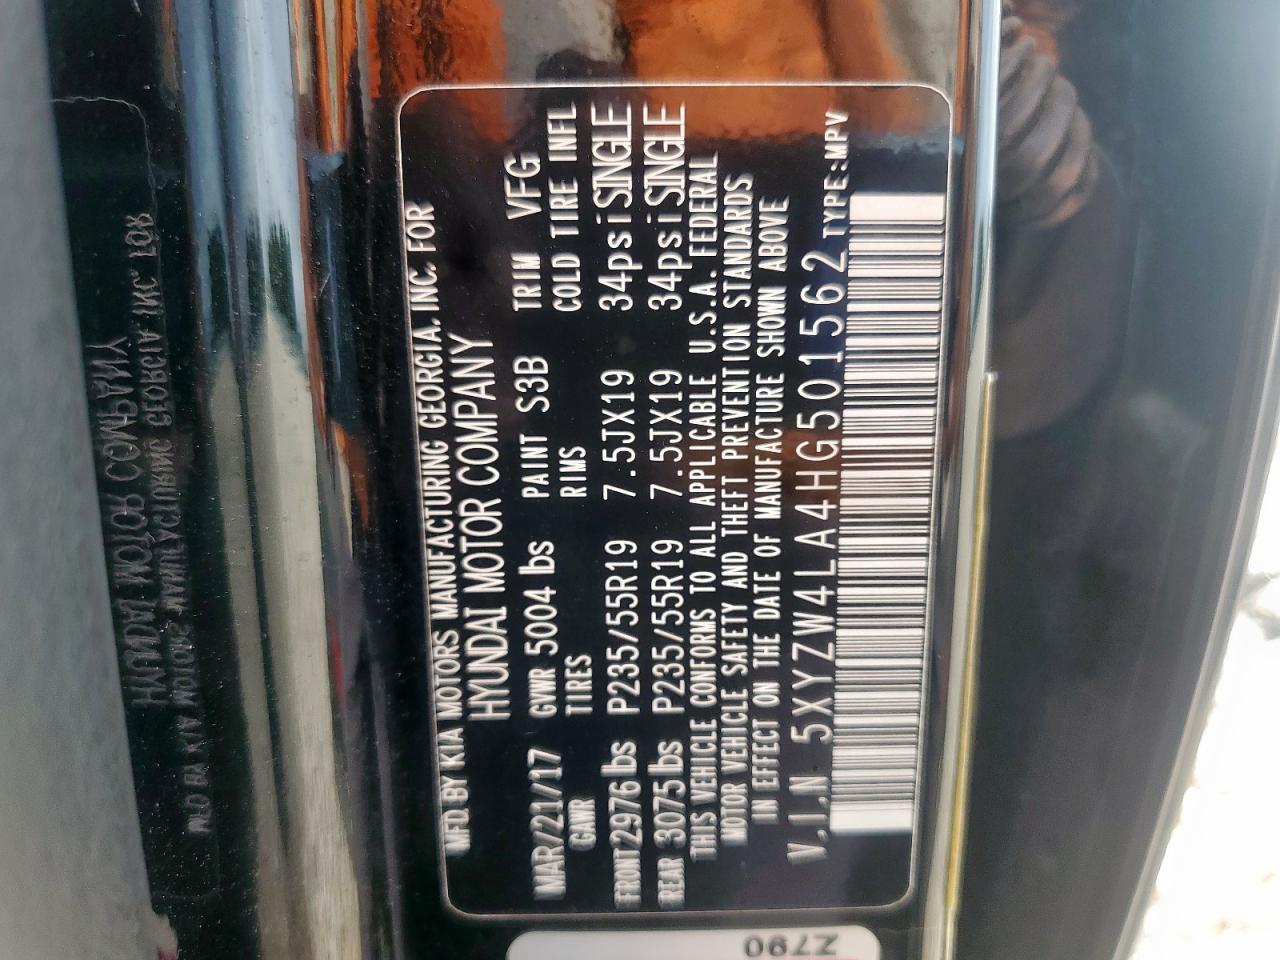 MFD. BY KIA MOTORS MANUFACTURING GEORGIA, INC. FOR
HYUNDAI MOTOR COMPANY
MAR/21/17 GVWR 5004 lbs PAINT S3B TRIM VFG
GAWR TIRES RIMS COLD TIRE INFL
FRONT 2976 lbs P235/55R19 7.5JX19 34psi SINGLE
REAR 3075 lbs P235/55R19 7.5JX19 34psi SINGLE
THIS VEHICLE CONFORMS TO ALL APPLICABLE U.S.A. FEDERAL
MOTOR VEHICLE SAFETY AND THEFT PREVENTION STANDARDS
IN EFFECT ON THE DATE OF MANUFACTURE SHOWN ABOVE
V.I.N 5XYZW4LA4HG501562 TYPE:MPV
Z790